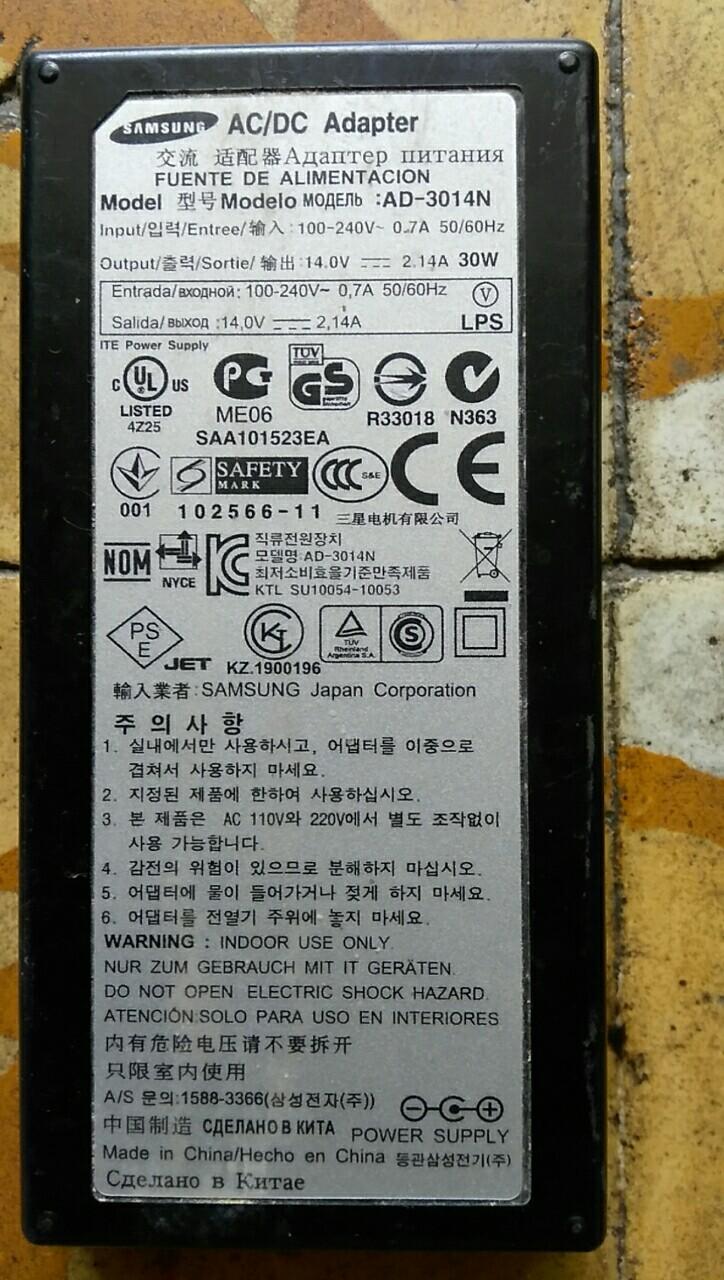 SAMSUNG AC/DC Adapter
交流 适配器Адаптер питания
FUENTE DE ALIMENTACION
Model 型号 Modelo МОДЕЛЬ :AD-3014N
Input/입력/Entree/輸入: 100-240V~ 0.7A 50/60Hz
Output/출력/Sortie/輸出:14.0V 2.14A 30W
Entrada/входной: 100-240V~ 0,7A 50/60Hz V
Salida/выход :14,0V 2,14A LPS
ITE Power Supply
C UL US LISTED 4Z25
PG ME06
TÜV GS
R33018 N363
SAA101523EA
001
SAFETY MARK
CCC S&E CE
102566-11 三星电机有限公司
NOM NYCE
직류전원장치
모델명:AD-3014N
최저소비효율기준만족제품
KTL SU10054-10053
PS E JET
KZ.1900196
TÜV Rheinland Argentina S.A. S
輸入業者:SAMSUNG Japan Corporation
주 의 사 항
1. 실내에서만 사용하시고, 어댑터를 이중으로
겹쳐서 사용하지 마세요.
2. 지정된 제품에 한하여 사용하십시오.
3. 본 제품은 AC 110V와 220V에서 별도 조작없이
사용 가능합니다.
4. 감전의 위험이 있으므로 분해하지 마십시오.
5. 어댑터에 물이 들어가거나 젖게 하지 마세요.
6. 어댑터를 전열기 주위에 놓지 마세요.
WARNING : INDOOR USE ONLY.
NUR ZUM GEBRAUCH MIT IT GERÄTEN.
DO NOT OPEN ELECTRIC SHOCK HAZARD.
ATENCIÓN:SOLO PARA USO EN INTERIORES
内有危险电压请不要拆开
只限室内使用
A/S 문의:1588-3366(삼성전자(주))
中国制造 СДЕЛАНО В КИТА POWER SUPPLY
Made in China/Hecho en China 동관삼성전기(주)
Сделано в Китае